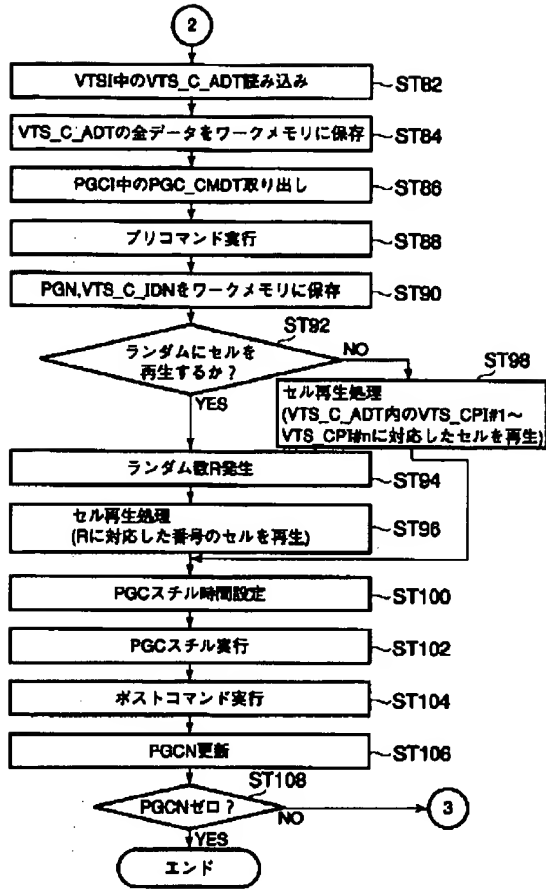 2
VTSI中のVTS_C_ADT読み込み
ST82
VTS_C_ADTの全データをワークメモリに保存
ST84
PGCI中のPGC_CMDT取り出し
ST86
プリコマンド実行
ST88
PGN,VTS_C_IDNをワークメモリに保存
ST90
ST92
ランダムにセルを
再生するか?
NO
YES
ST98
セル再生処理
(VTS_C_ADT内のVTS_CPI#1〜
VTS_CPI#nに対応したセルを再生)
ランダム数R発生
ST94
セル再生処理
(Rに対応した番号のセルを再生)
ST96
PGCスチル時間設定
ST100
PGCスチル実行
ST102
ポストコマンド実行
ST104
PGCN更新
ST106
ST108
PGCNゼロ?
NO
3
YES
エンド